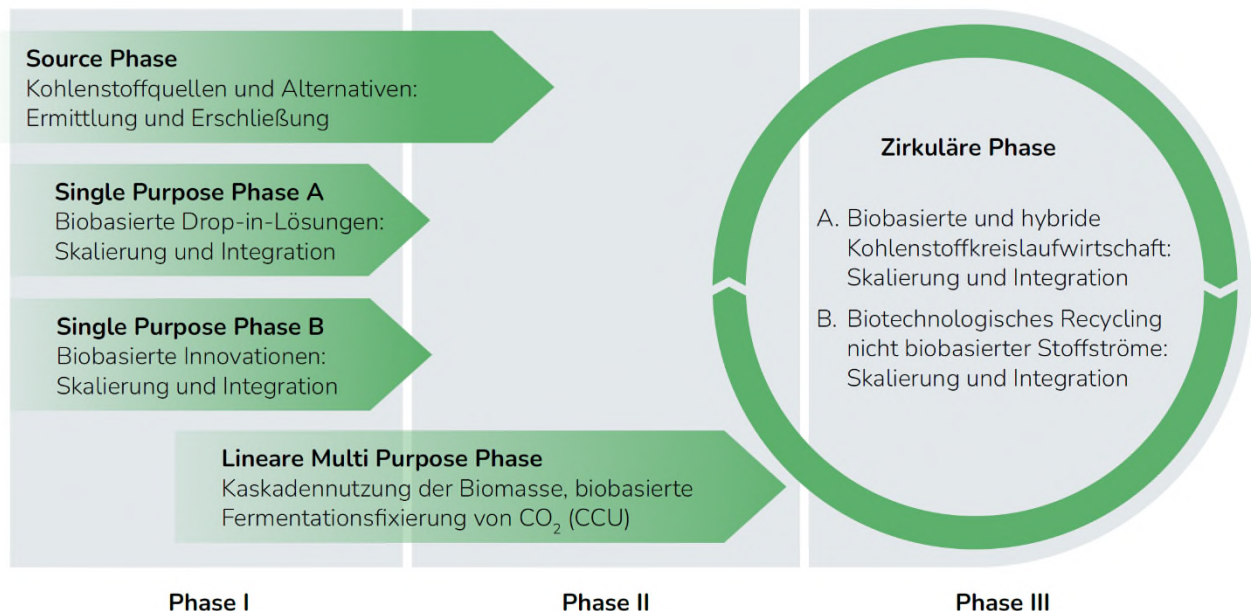 Source Phase
Kohlenstoffquellen und Alternativen:
Ermittlung und Erschließung
Single Purpose Phase A
Biobasierte Drop-in-Lösungen:
Skalierung und Integration
Single Purpose Phase B
Biobasierte Innovationen:
Skalierung und Integration
Lineare Multi Purpose Phase
Kaskadennutzung der Biomasse, biobasierte
Fermentationsfixierung von CO₂ (CCU)
Zirkuläre Phase
A. Biobasierte und hybride
Kohlenstoffkreislaufwirtschaft:
Skalierung und Integration
B. Biotechnologisches Recycling
nicht biobasierter Stoffströme:
Skalierung und Integration
Phase I
Phase II
Phase III